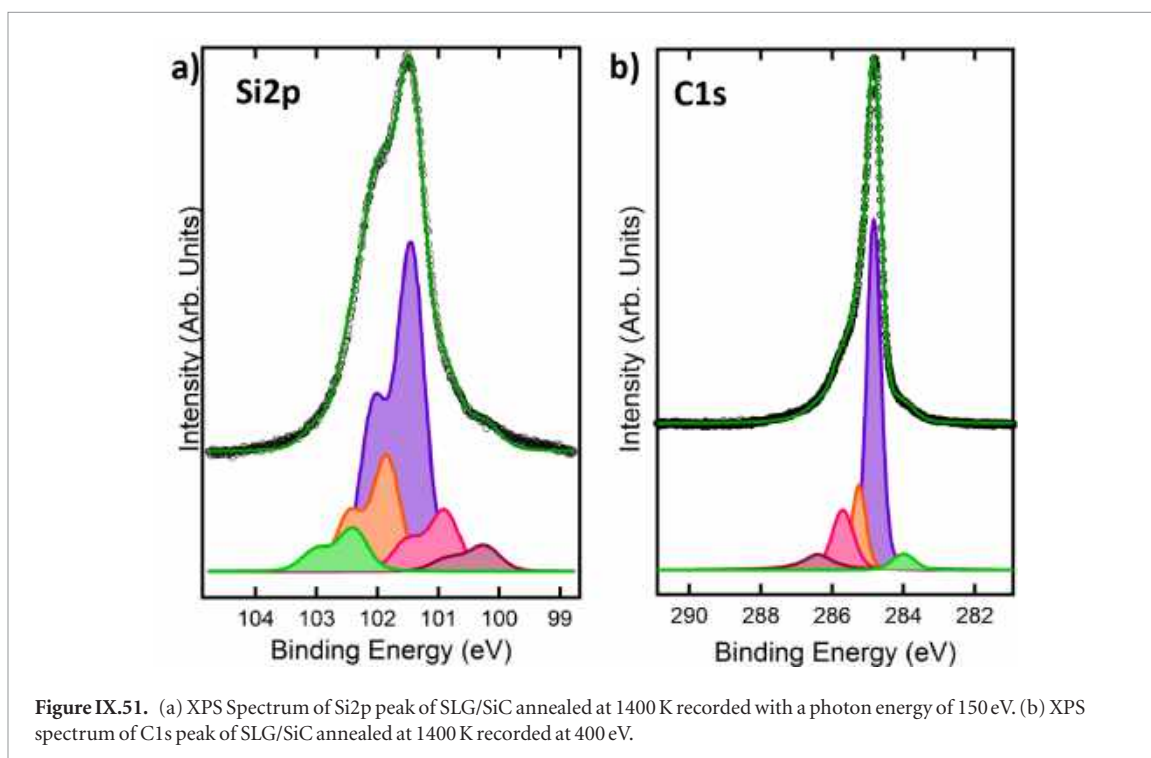 a)
Si2p
Intensity (Arb. Units)
104 103 102 101 100 99
Binding Energy (eV)
b)
C1s
Intensity (Arb. Units)
290 288 286 284 282
Binding Energy (eV)
Figure IX.51. (a) XPS Spectrum of Si2p peak of SLG/SiC annealed at 1400 K recorded with a photon energy of 150 eV. (b) XPS
spectrum of C1s peak of SLG/SiC annealed at 1400 K recorded at 400 eV.